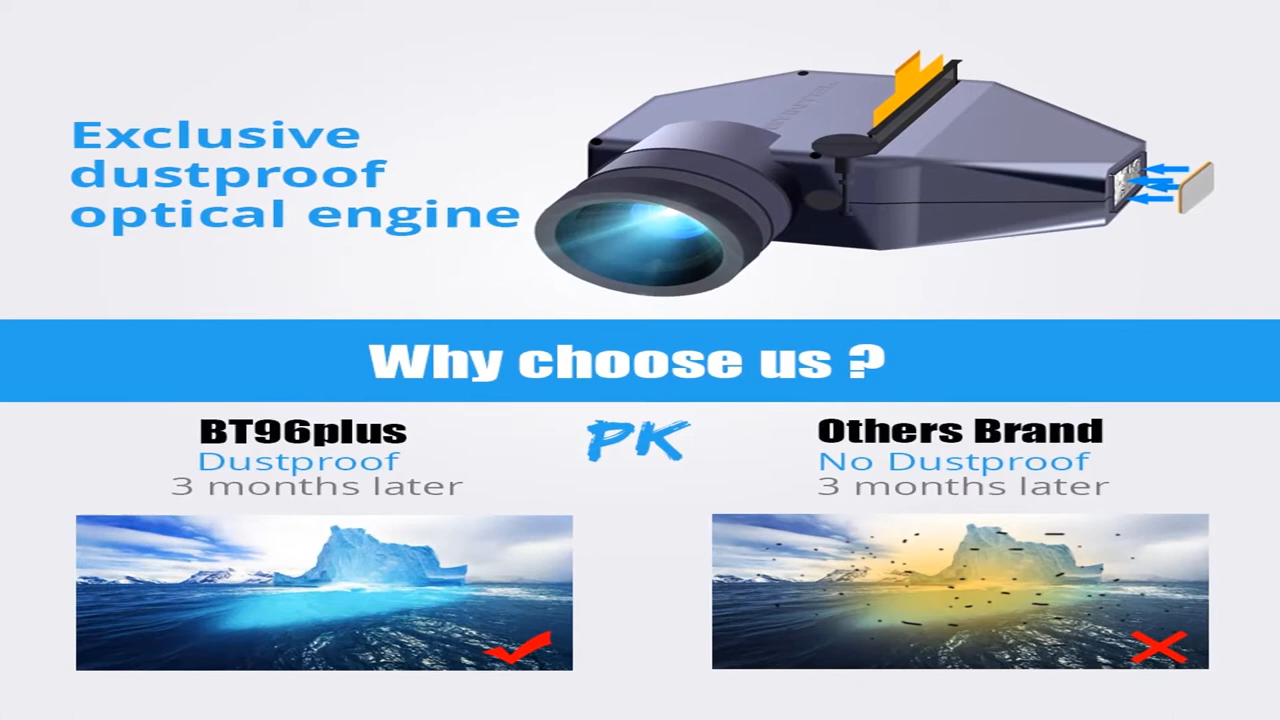 Exclusive
dustproof
optical engine
Why choose us ?
BT96plus
PK
Others Brand
Dustproof
No Dustproof
3 months later
3 months later